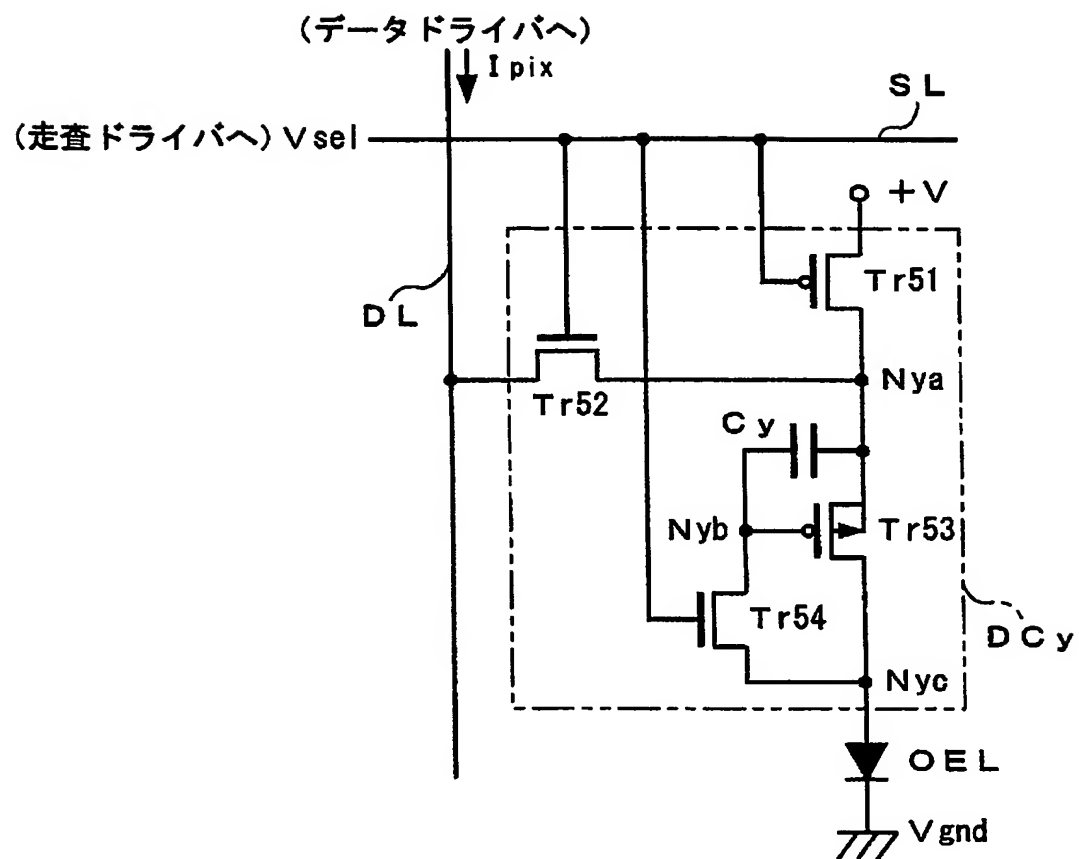 (データドライバへ)
Ipix
SL
(走査ドライバへ)Vsel
+V
Tr51
DL
Tr52
Nya
Cy
Nyb
Tr53
Tr54
DCy
Nyc
OEL
Vgnd